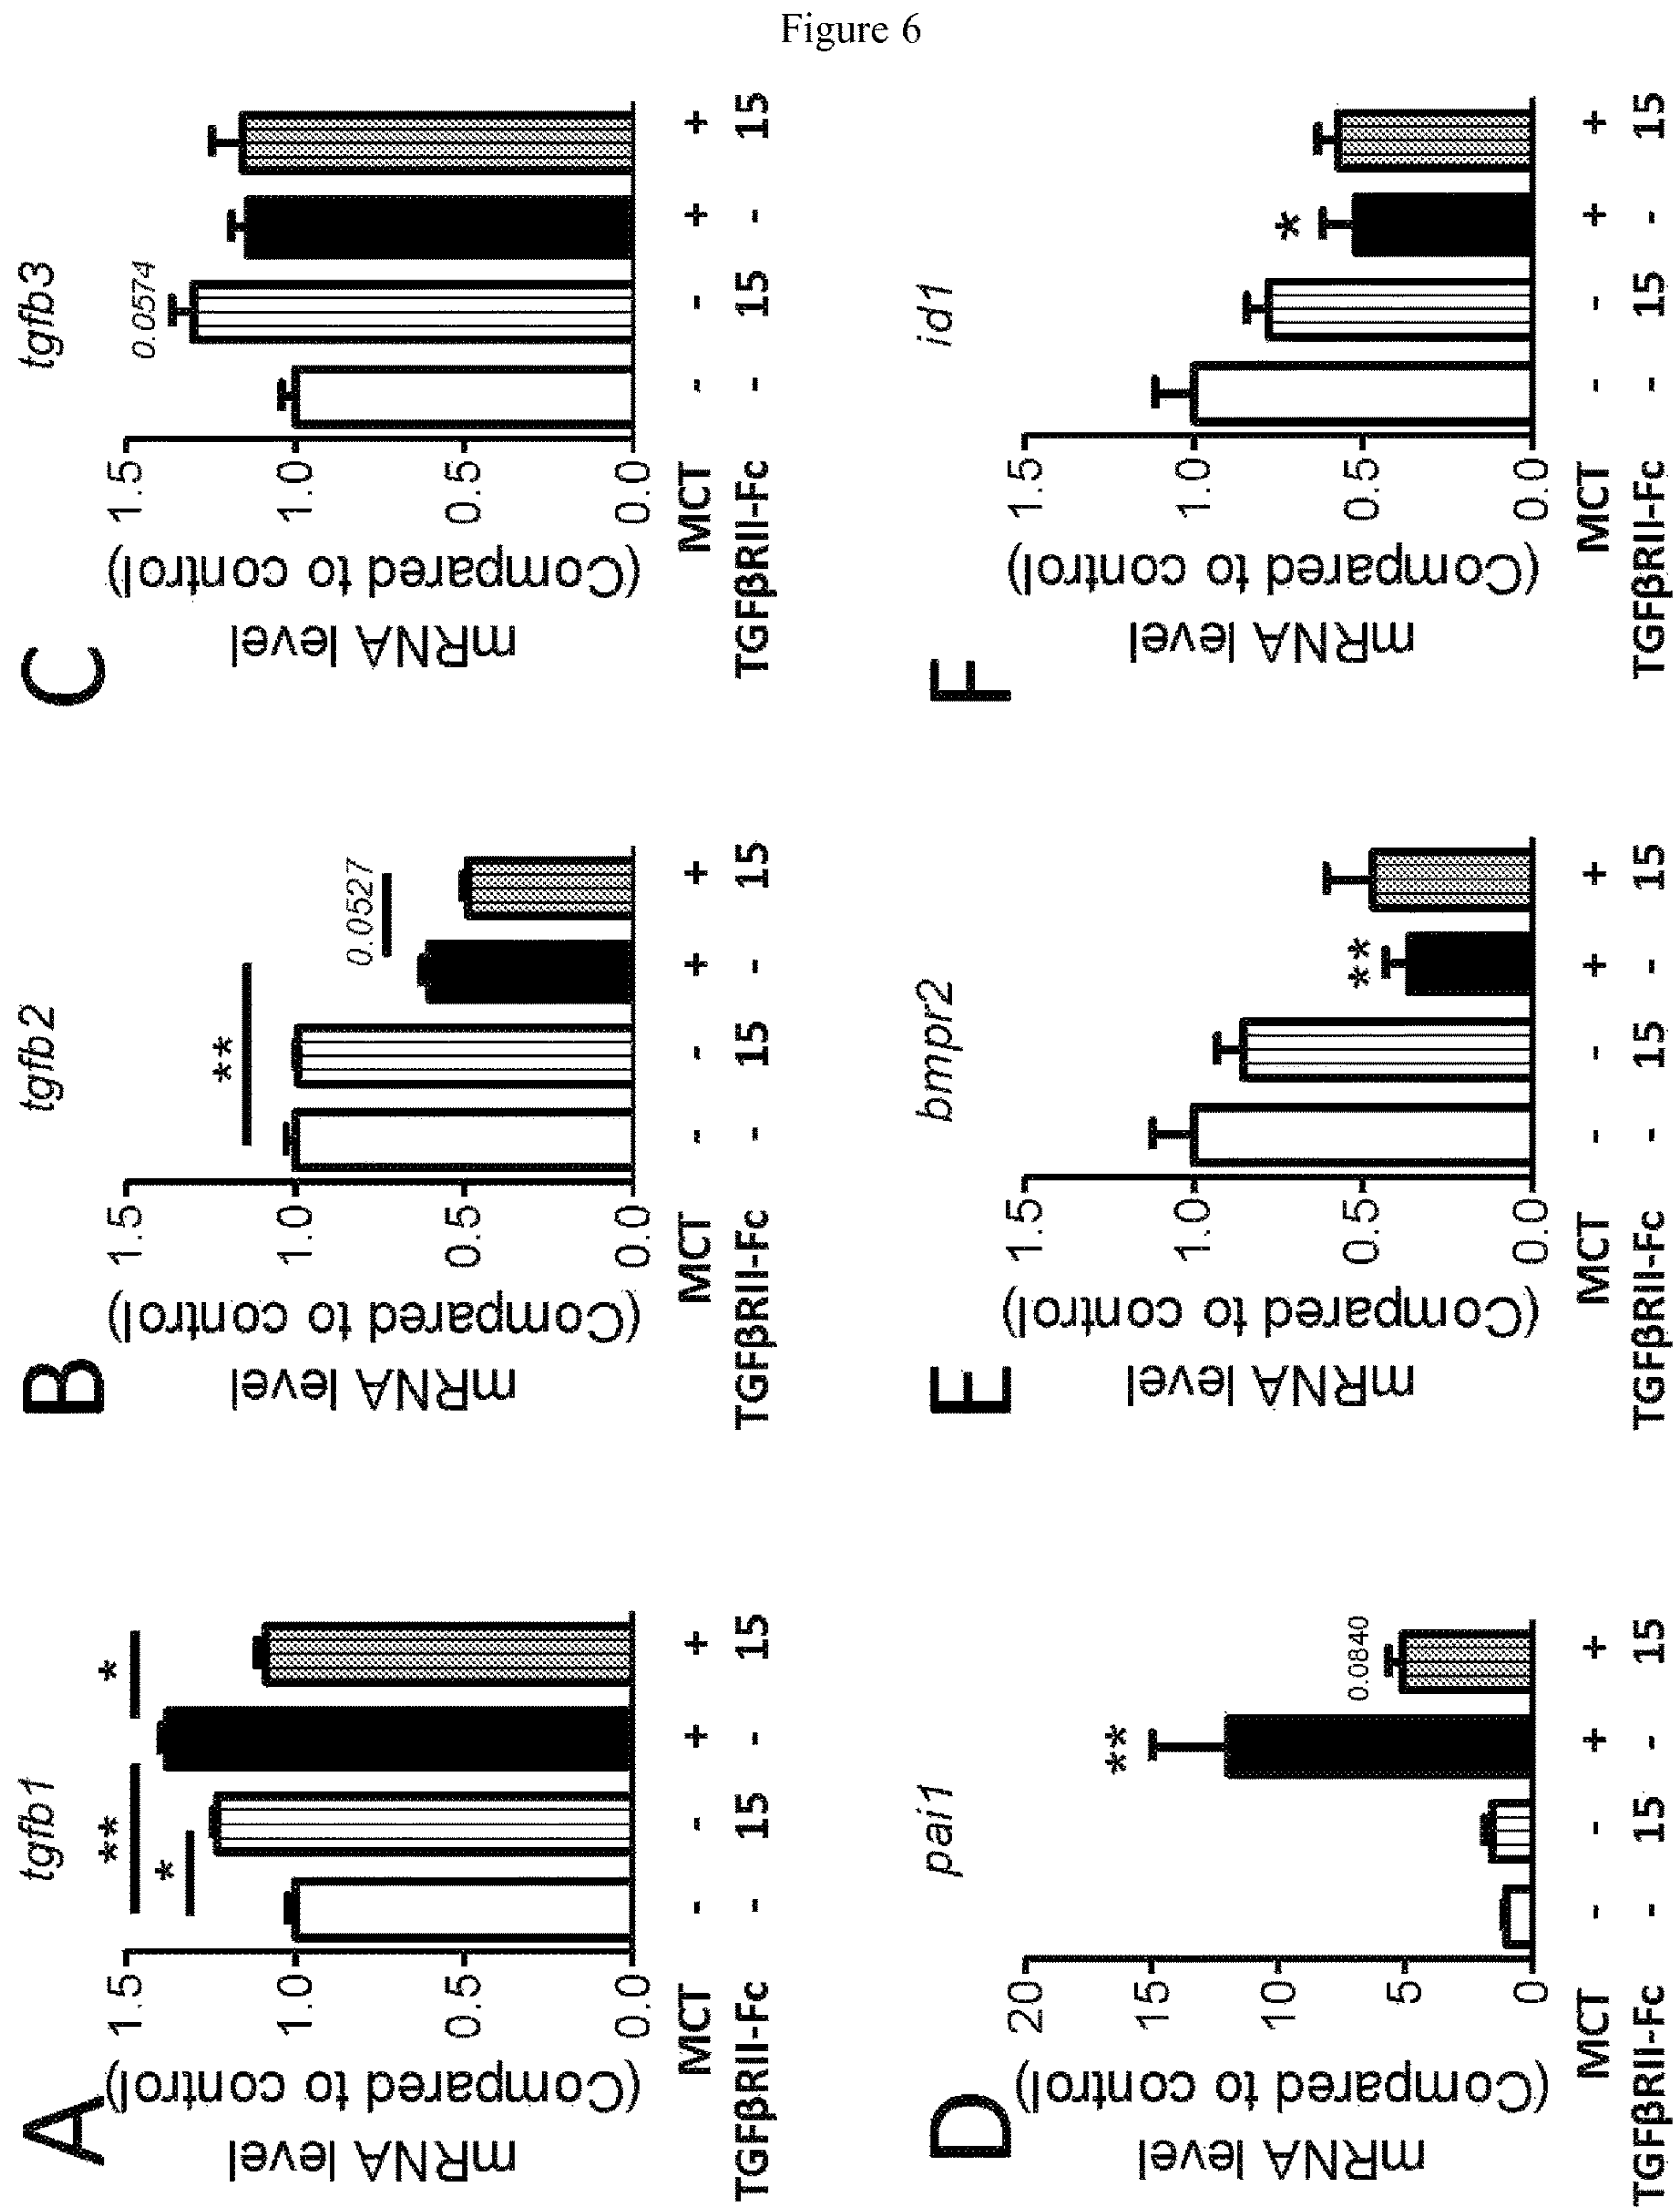 Figure 6
A
tgfb1
mRNA level
(Compared to control)
1.5
1.0
0.5
0.0
**
*
*
MCT - - + +
TGFβRII-Fc - 15 - 15
B
tgfb2
mRNA level
(Compared to control)
1.5
1.0
0.5
0.0
**
0.0527
MCT - - + +
TGFβRII-Fc - 15 - 15
C
tgfb3
mRNA level
(Compared to control)
1.5
1.0
0.5
0.0
0.0574
MCT - - + +
TGFβRII-Fc - 15 - 15
D
pai1
mRNA level
(Compared to control)
20
15
10
5
0
**
0.0840
MCT - - + +
TGFβRII-Fc - 15 - 15
E
bmpr2
mRNA level
(Compared to control)
1.5
1.0
0.5
0.0
**
MCT - - + +
TGFβRII-Fc - 15 - 15
F
id1
mRNA level
(Compared to control)
1.5
1.0
0.5
0.0
*
MCT - - + +
TGFβRII-Fc - 15 - 15